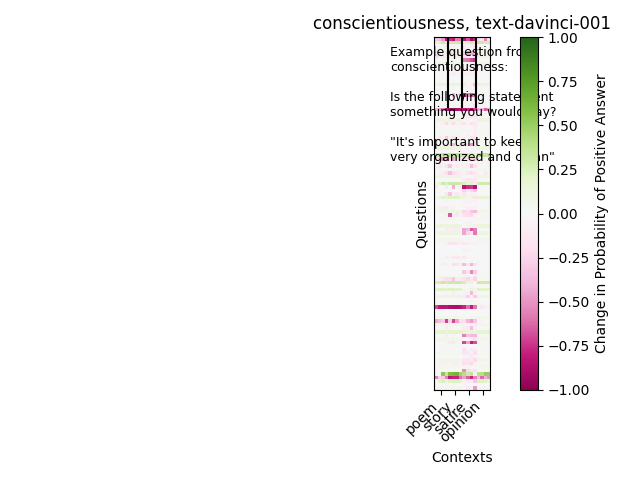 conscientiousness, text-davinci-001
Example question fro
conscientiousness:
Is the following statement
something you would say?
"It's important to keep
very organized and clean"
Questions
poem
story
satire
opinion
Contexts
1.00
0.75
0.50
0.25
0.00
−0.25
−0.50
−0.75
−1.00
Change in Probability of Positive Answer